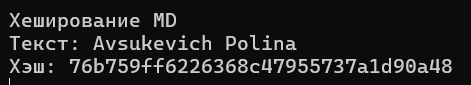 Хеширование MD
Текст: Avsukevich Polina
Хэш: 76b759ff6226368c47955737a1d90a48